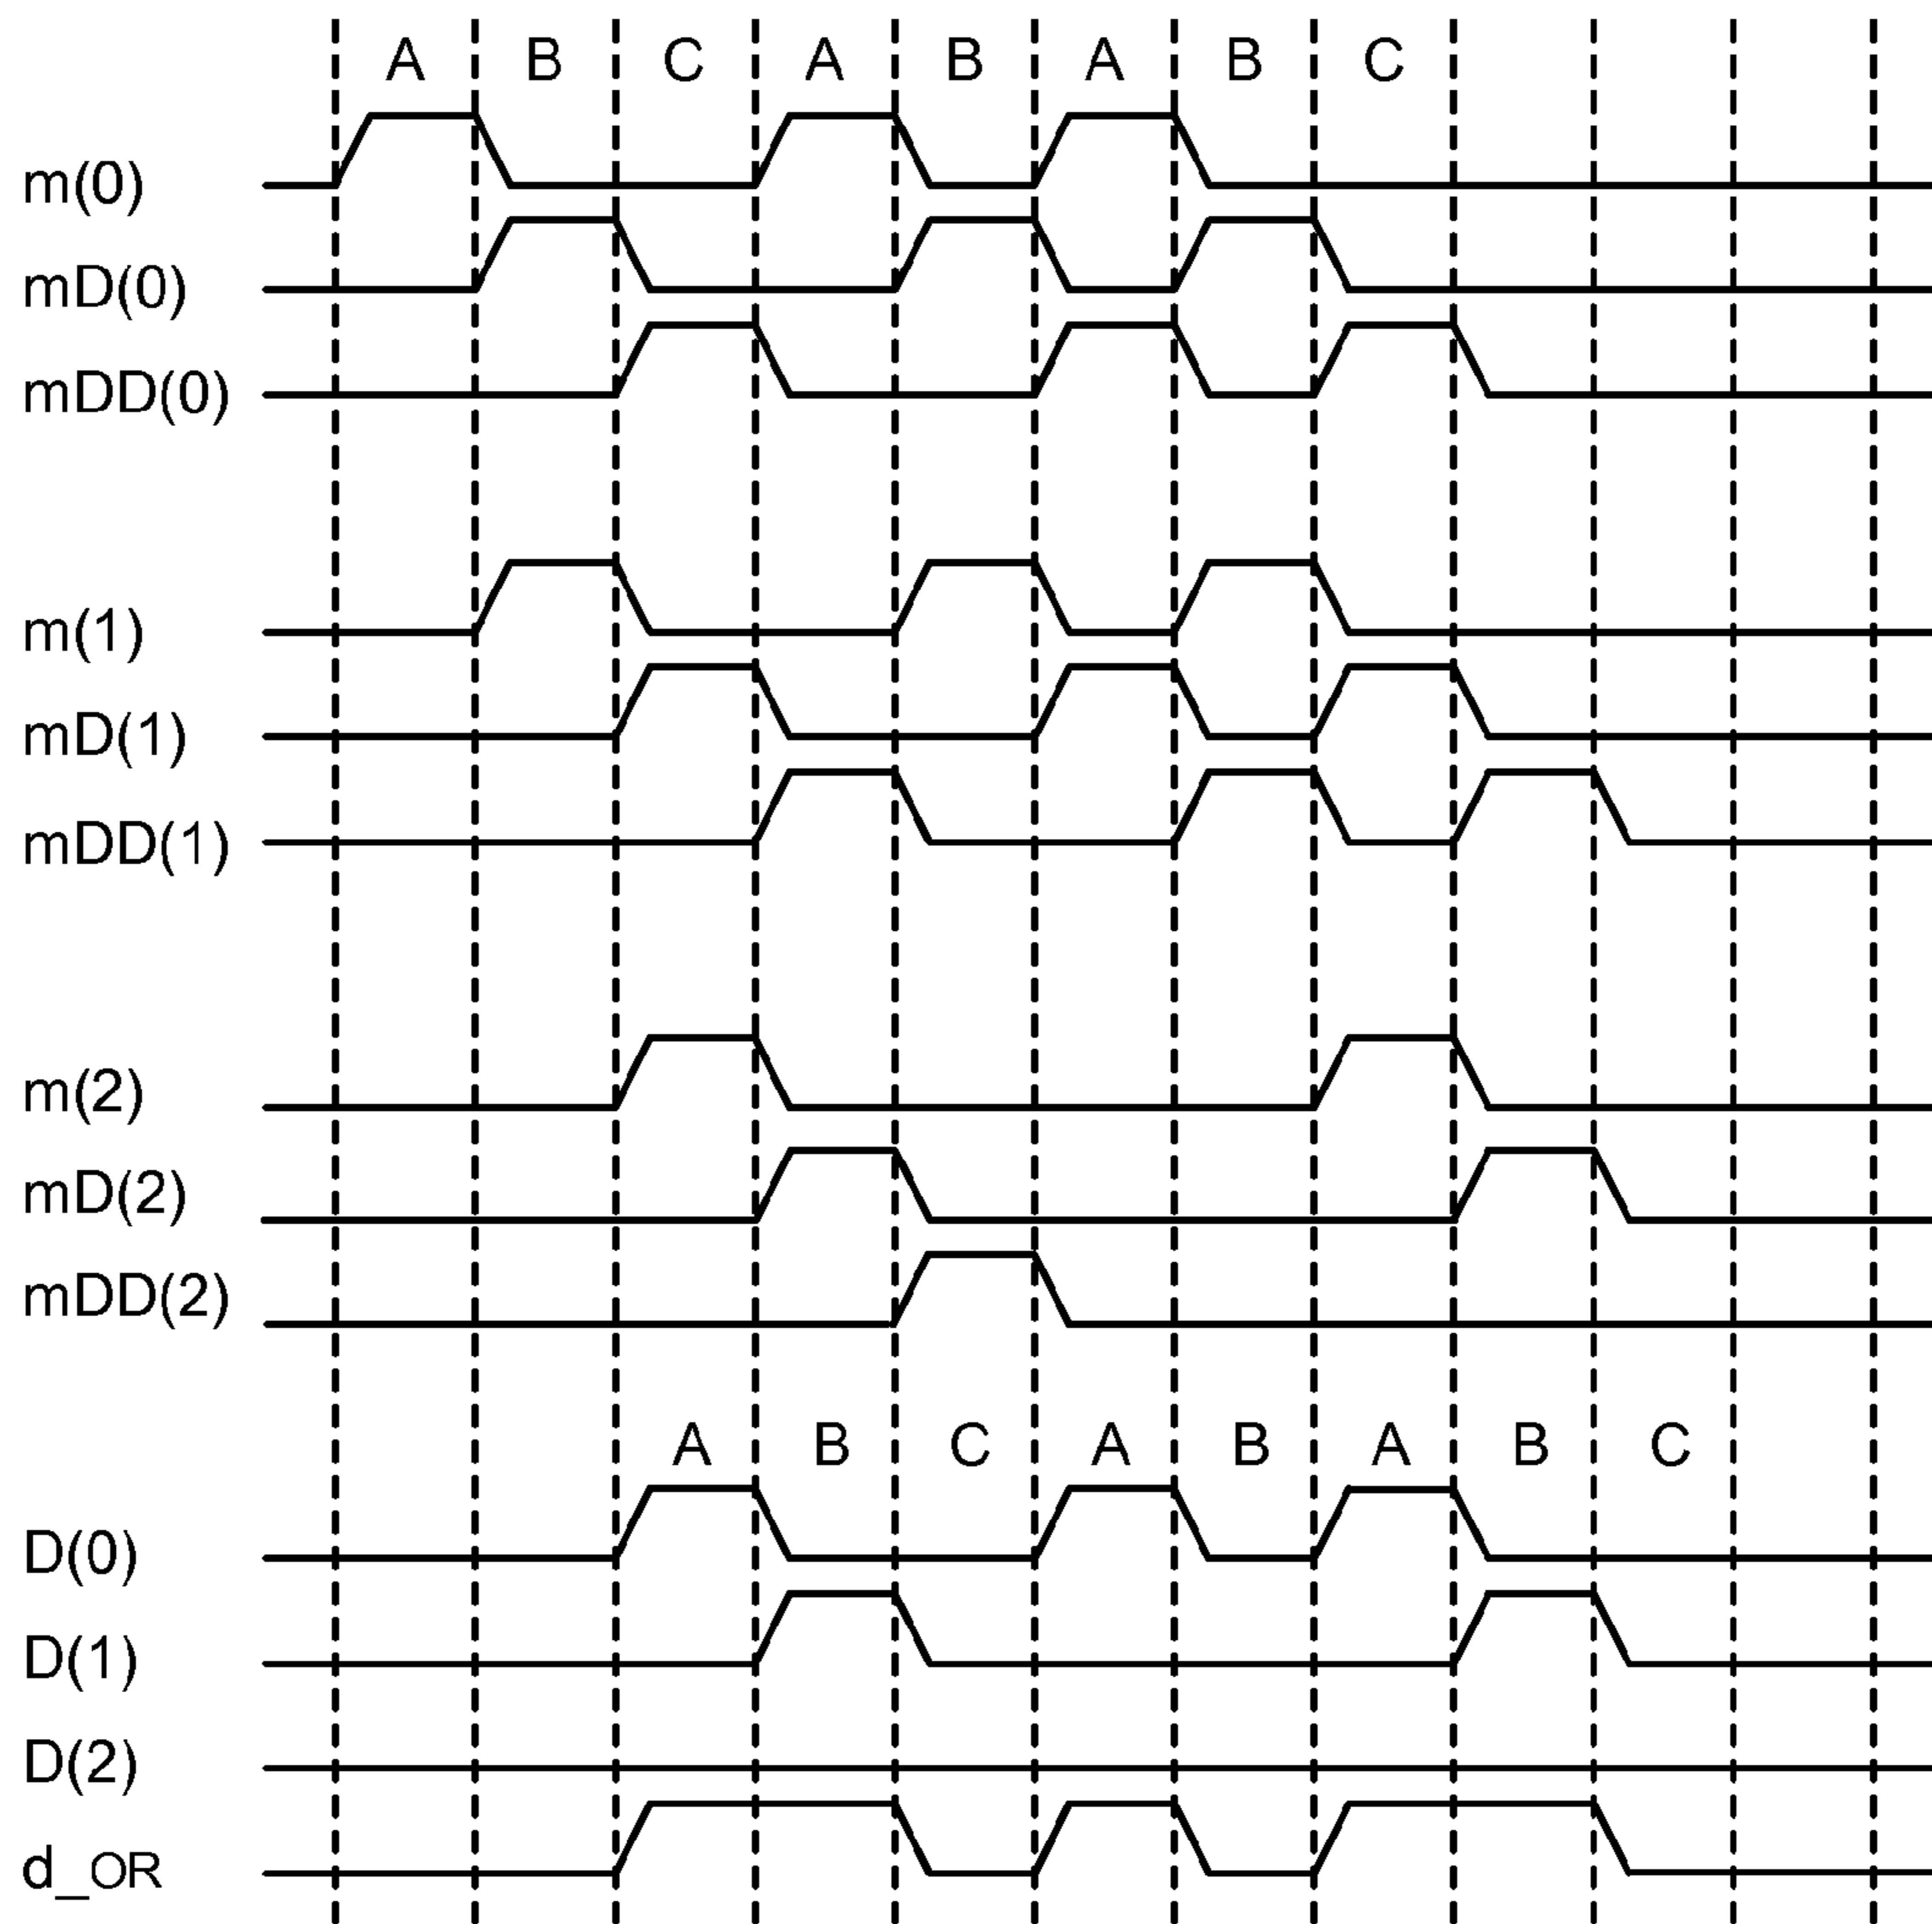 A B C A B A B C
m(0)
mD(0)
mDD(0)
m(1)
mD(1)
mDD(1)
m(2)
mD(2)
mDD(2)
A B C A B A B C
D(0)
D(1)
D(2)
d_OR